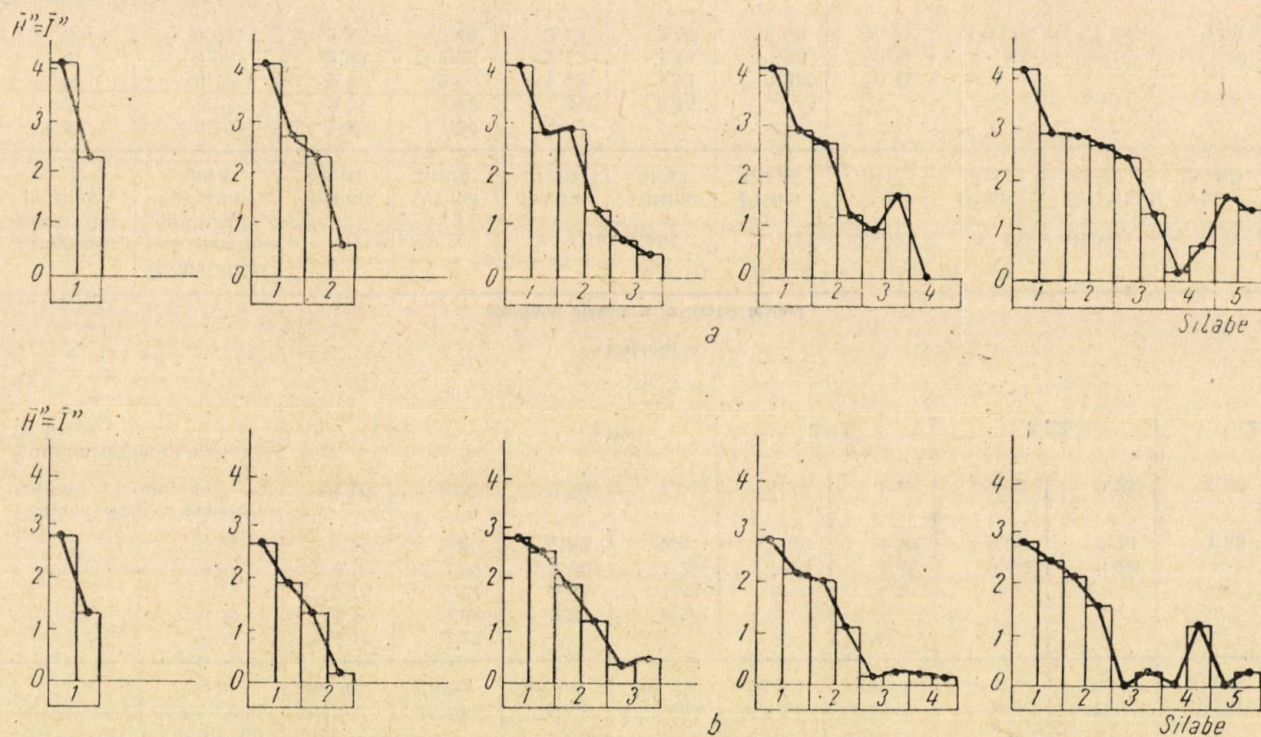 H̄"=Ī"
4 4 4 4 4
3 3 3 3 3
2 2 2 2 2
1 1 1 1 1
0 0 0 0 0
1 1 2 1 2 3 1 2 3 4 1 2 3 4 5
a
Silabe
H̄"=Ī"
4 4 4 4 4
3 3 3 3 3
2 2 2 2 2
1 1 1 1 1
0 0 0 0 0
1 1 2 1 2 3 1 2 3 4 1 2 3 4 5
b
Silabe